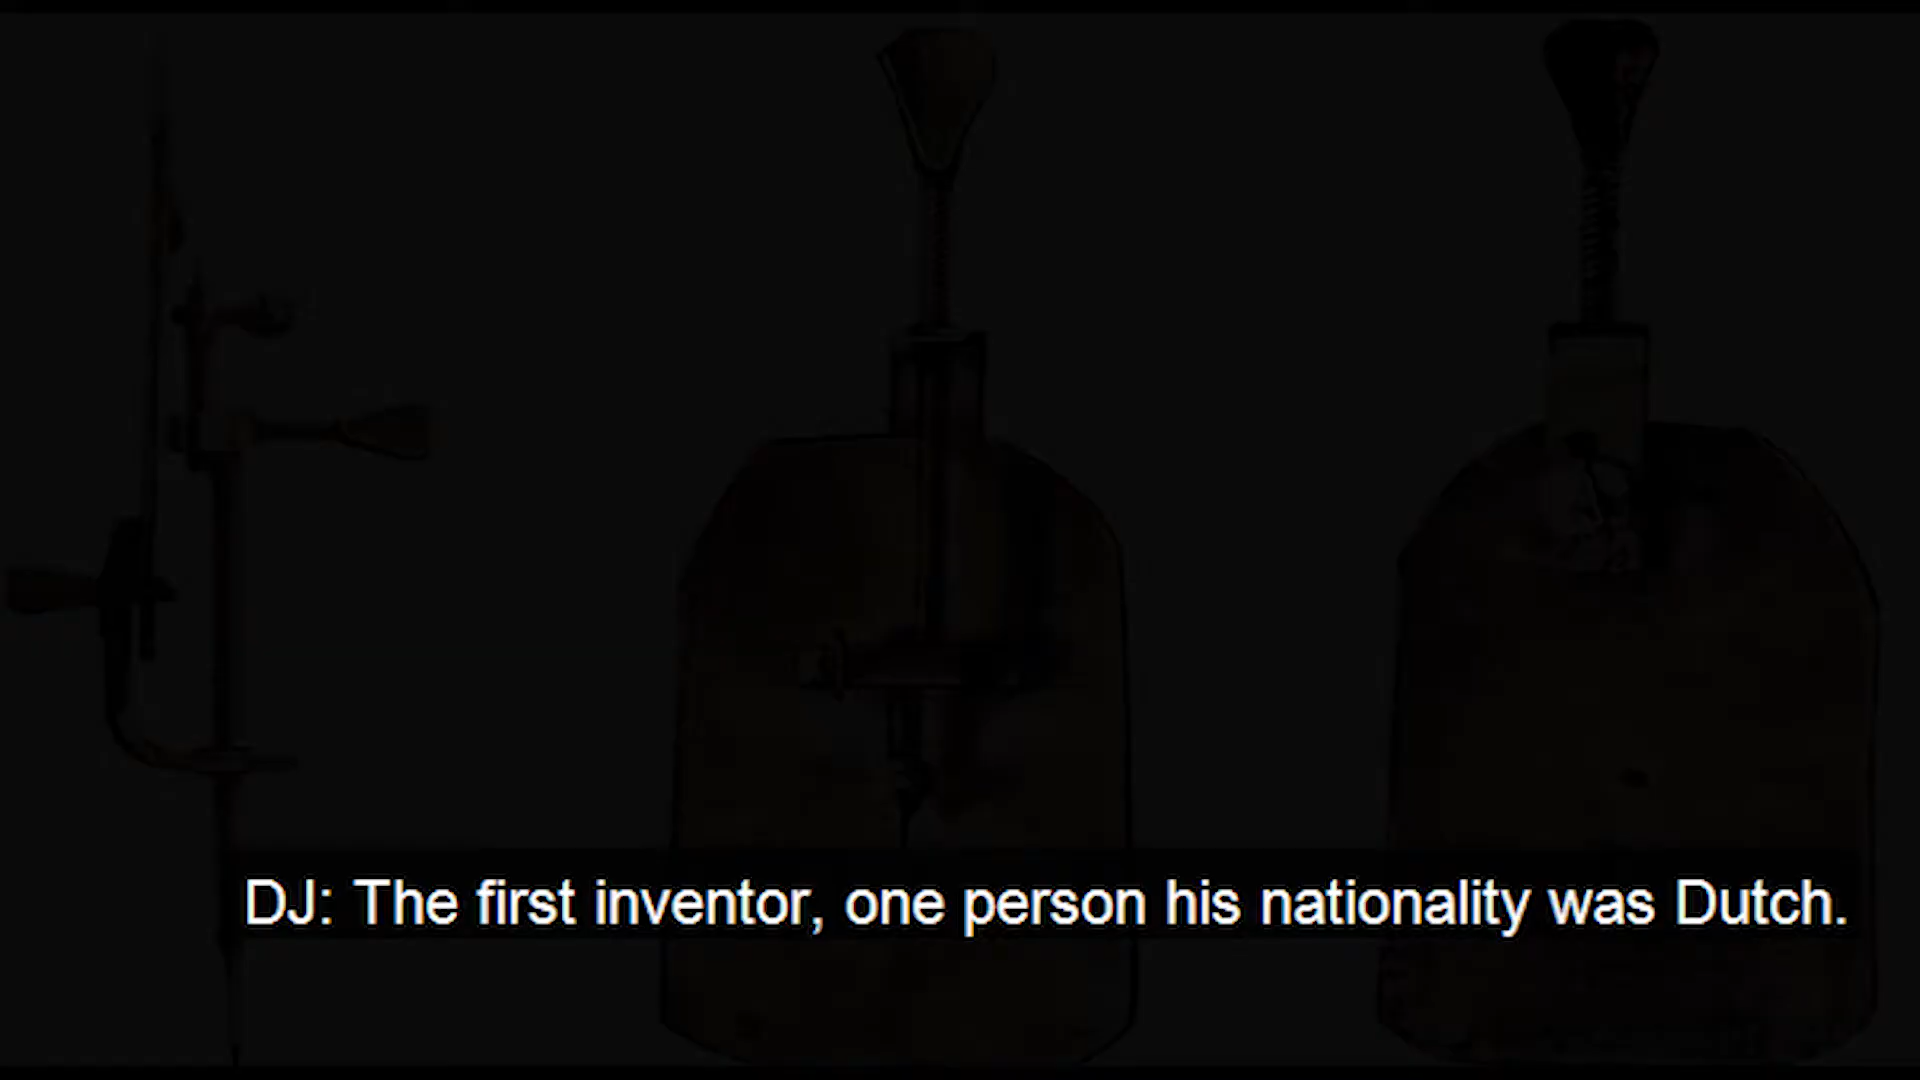 DJ: The first inventor, one person his nationality was Dutch.